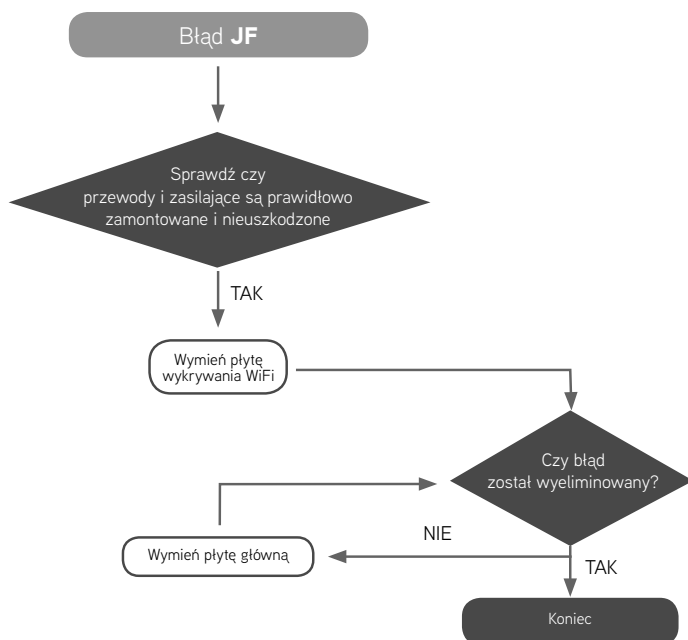 Błąd JF
Sprawdź czy
przewody i zasilające są prawidłowo
zamontowane i nieuszkodzone
TAK
Wymień płytę
wykrywania WiFi
Czy błąd
został wyeliminowany?
NIE
Wymień płytę główną
TAK
Koniec